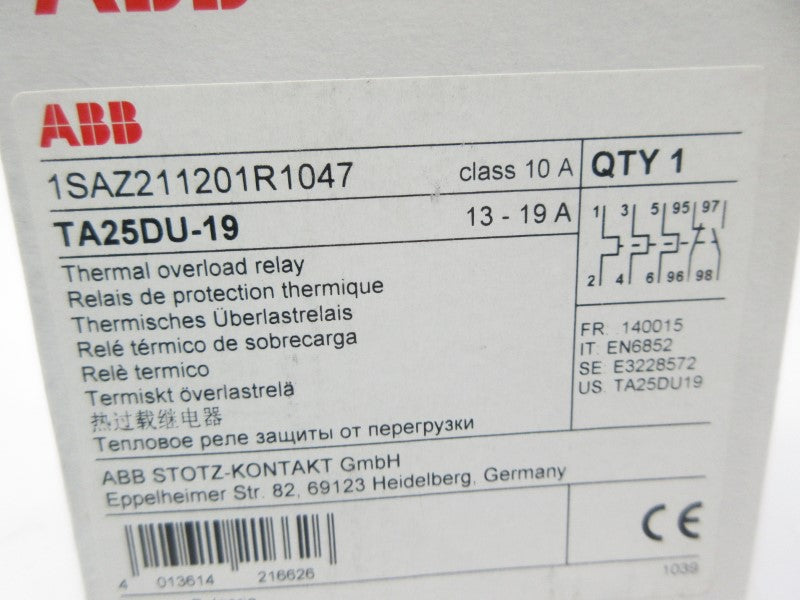 ABB
ABB
1SAZ211201R1047 class 10 A QTY 1
TA25DU-19 13 - 19 A
1 3 5 95 97
2 4 6 96 98
Thermal overload relay
Relais de protection thermique
Thermisches Überlastrelais
Relé térmico de sobrecarga
Relè termico
Termiskt överlastrelä
热过载继电器
Тепловое реле защиты от перегрузки
FR: 140015
IT: EN6852
SE: E3228572
US: TA25DU19
ABB STOTZ-KONTAKT GmbH
Eppelheimer Str. 82, 69123 Heidelberg, Germany
CE
4 013614 216626
1039